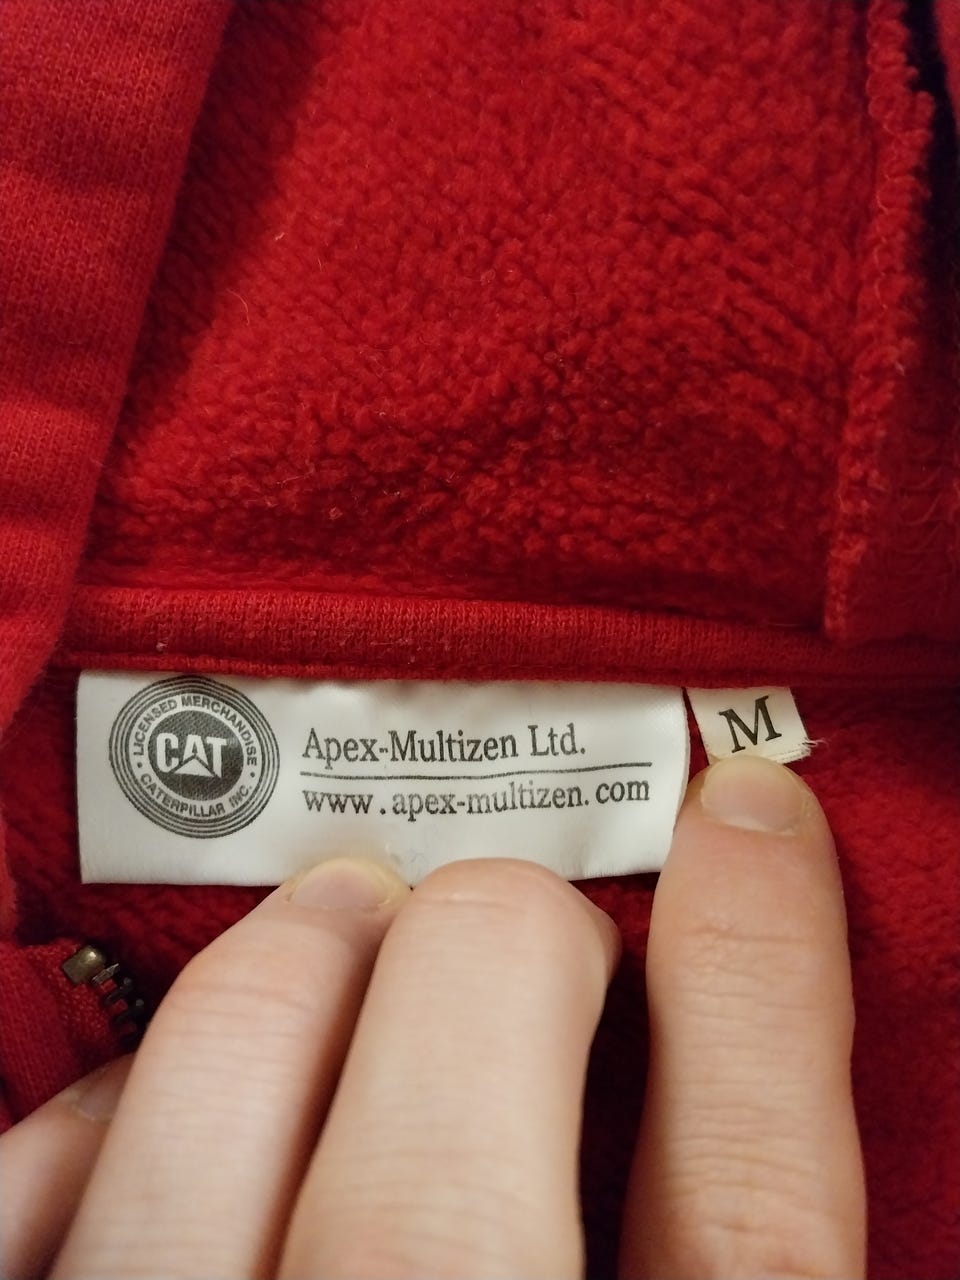 LICENSED MERCHANDISE
CAT
CATERPILLAR INC.
Apex-Multizen Ltd.
www.apex-multizen.com
M